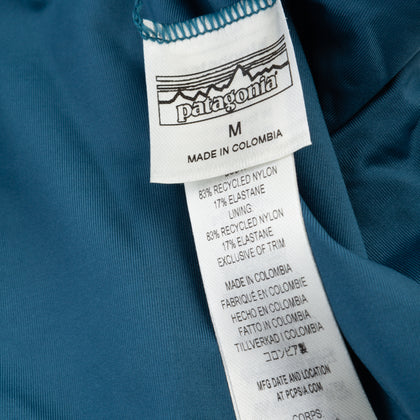 patagonia
M
MADE IN COLOMBIA
83% RECYCLED NYLON
17% ELASTANE
LINING:
83% RECYCLED NYLON
17% ELASTANE
EXCLUSIVE OF TRIM
MADE IN COLOMBIA
FABRIQUÉ EN COLOMBIE
HECHO EN COLOMBIA
FATTO IN COLOMBIA
TILLVERKAD I COLOMBIA
コロンビア製
MFG DATE AND LOCATION
AT PCPSIA.COM
CORPS: